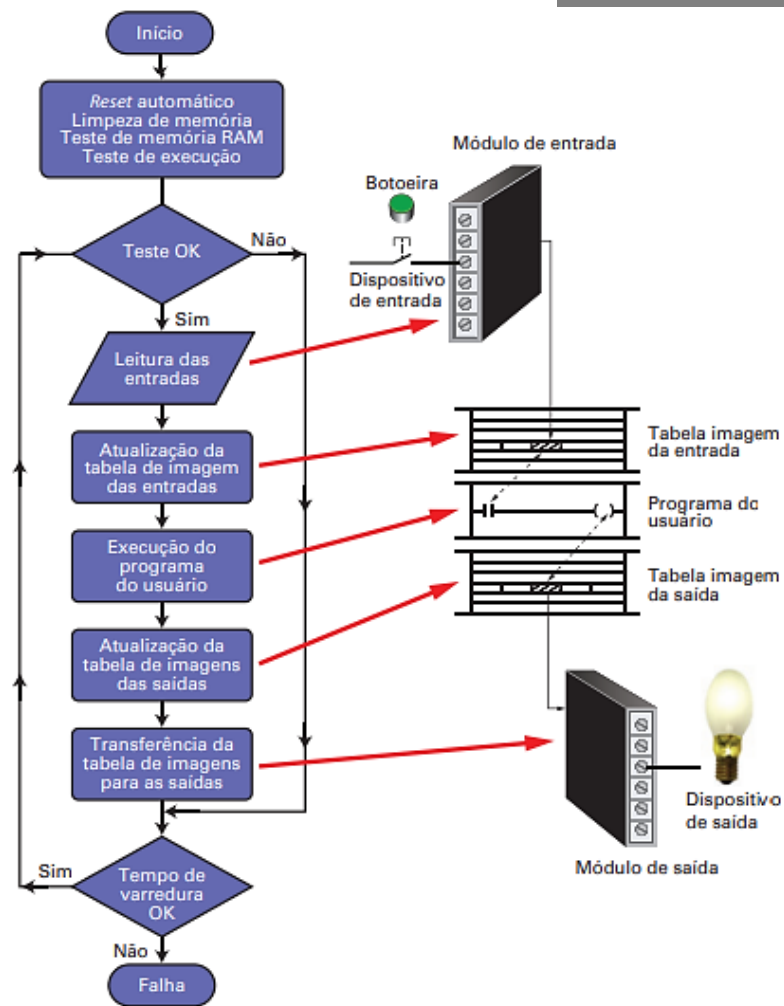 Início
Reset automático
Limpeza de memória
Teste de memória RAM
Teste de execução
Teste OK
Não
Sim
Leitura das
entradas
Atualização da
tabela de imagem
das entradas
Execução do
programa
do usuário
Atualização da
tabela de imagens
das saídas
Transferência da
tabela de imagens
para as saídas
Sim
Tempo de
varredura
OK
Não
Falha
Módulo de entrada
Botoeira
Dispositivo
de entrada
Tabela imagem
da entrada
Programa do
usuário
Tabela imagem
da saída
Dispositivo
de saída
Módulo de saída